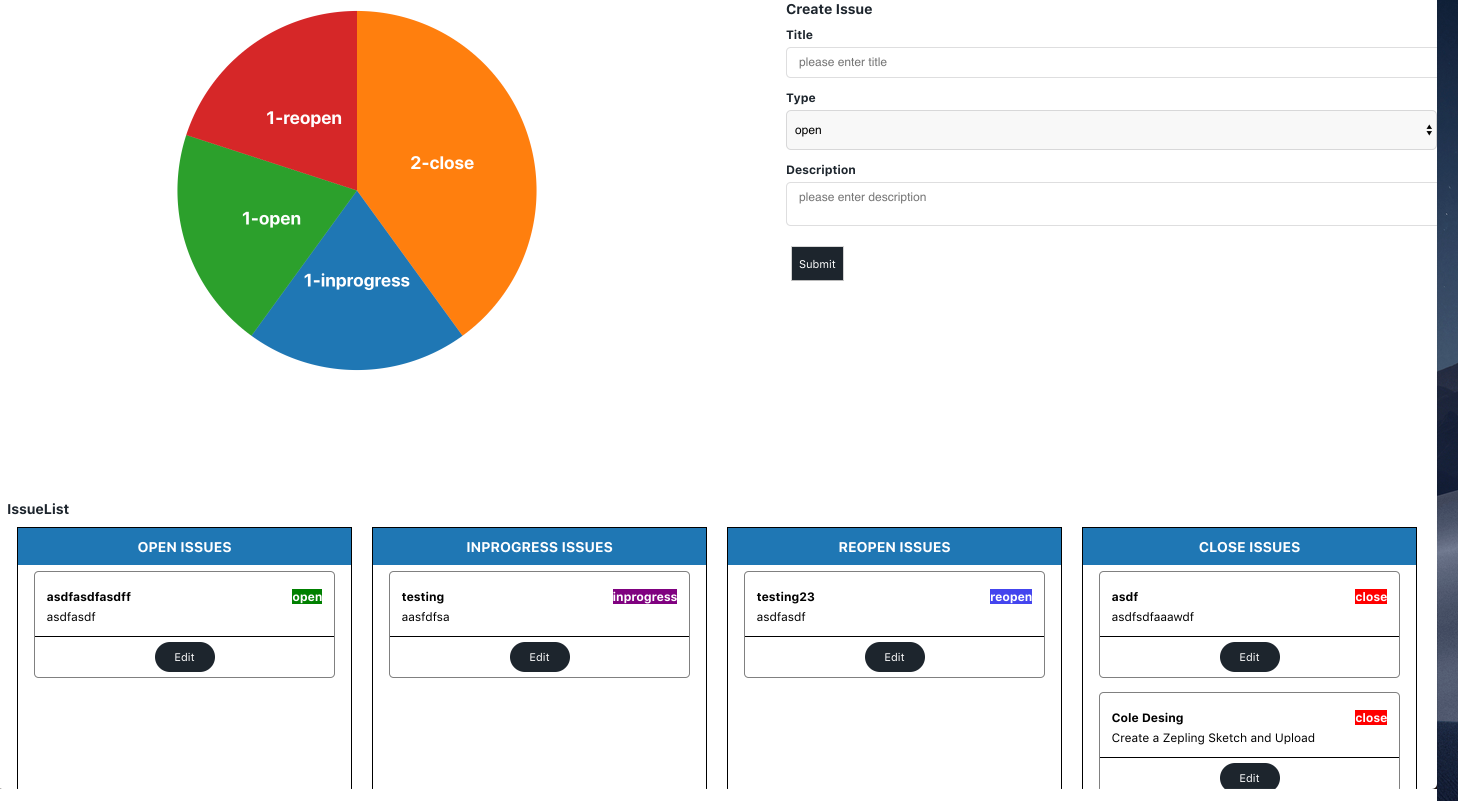 1-reopen
2-close
1-open
1-inprogress
Create Issue
Title
please enter title
Type
open
Description
please enter description
Submit
IssueList
OPEN ISSUES
asdfasdfasdff open
asdfasdf
Edit
INPROGRESS ISSUES
testing inprogress
aasfdfsa
Edit
REOPEN ISSUES
testing23 reopen
asdfasdf
Edit
CLOSE ISSUES
asdf close
asdfsdfaaawdf
Edit
Cole Desing close
Create a Zepling Sketch and Upload
Edit